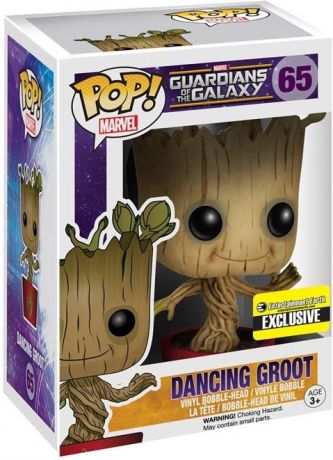 POP!
MARVEL
MARVEL
GUARDIANS
OF THE
GALAXY
65
Entertainment Earth
EXCLUSIVE
65
DANCING GROOT
VINYL BOBBLE-HEAD / VINYLE BOBBLE
LA TÊTE / BOBBLE-HEAD DE VINIL
WARNING: Choking Hazard.
May contain small parts.
AGE
3+